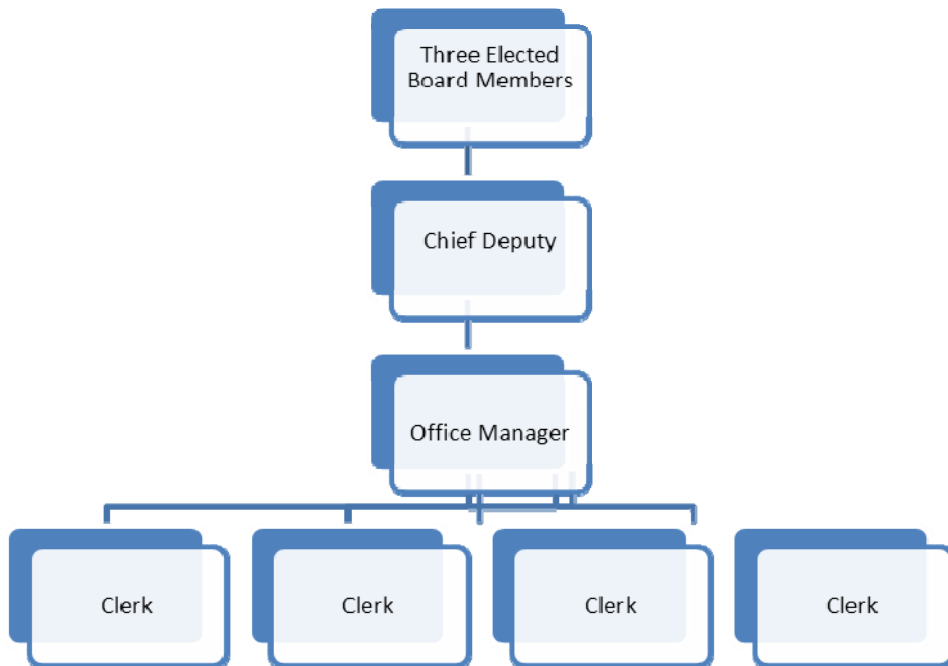 Three Elected
Board Members
Chief Deputy
Office Manager
Clerk
Clerk
Clerk
Clerk